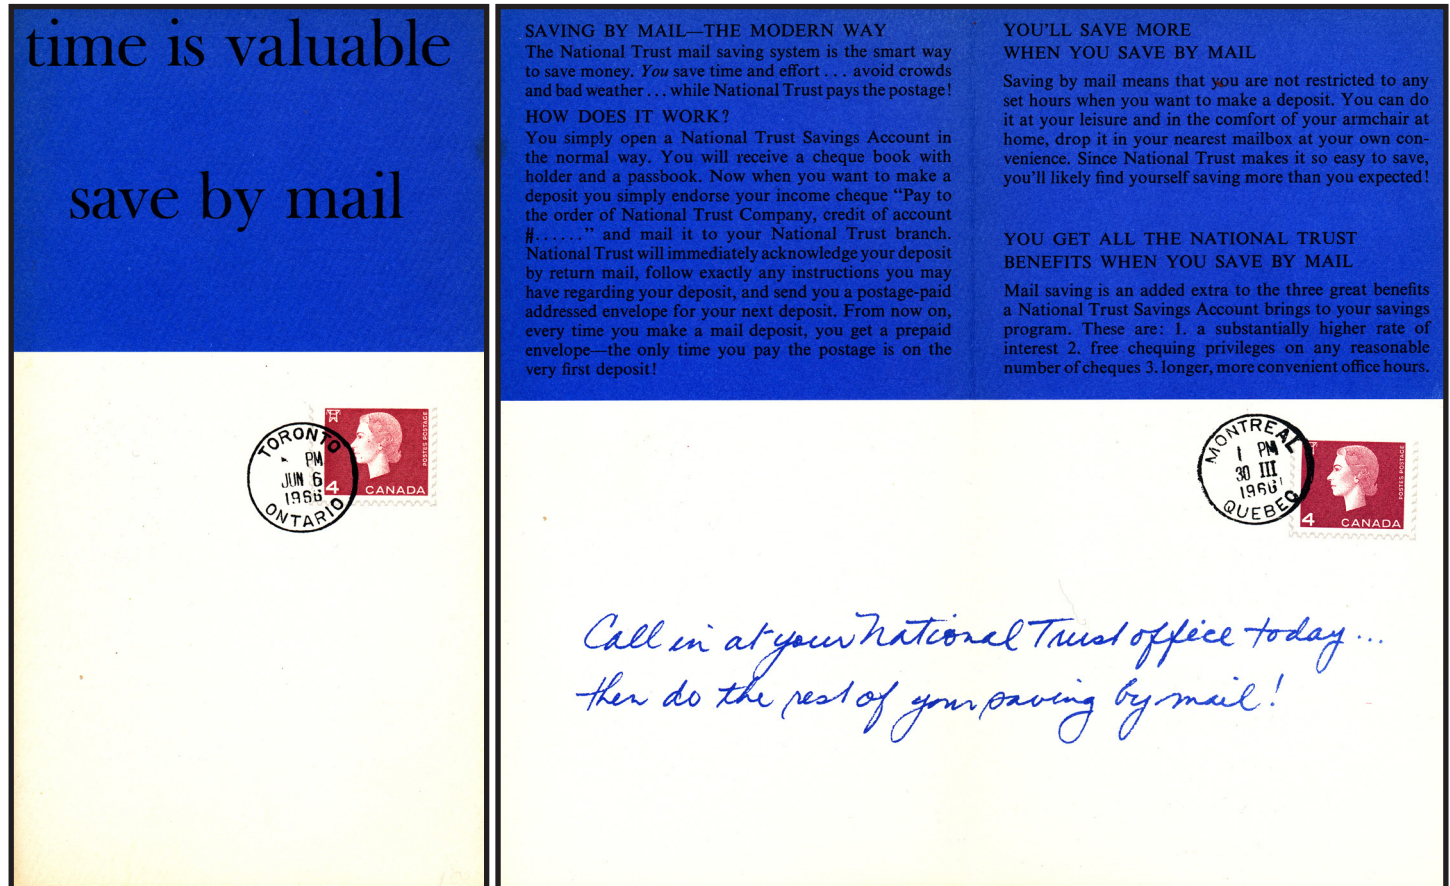 time is valuable
save by mail
TORONTO
PM
JUN 6
1966
ONTARIO
POSTES POSTAGE
4 CANADA
SAVING BY MAIL—THE MODERN WAY
The National Trust mail saving system is the smart way
to save money. You save time and effort . . . avoid crowds
and bad weather . . . while National Trust pays the postage!
HOW DOES IT WORK?
You simply open a National Trust Savings Account in
the normal way. You will receive a cheque book with
holder and a passbook. Now when you want to make a
deposit you simply endorse your income cheque “Pay to
the order of National Trust Company, credit of account
#......” and mail it to your National Trust branch.
National Trust will immediately acknowledge your deposit
by return mail, follow exactly any instructions you may
have regarding your deposit, and send you a postage-paid
addressed envelope for your next deposit. From now on,
every time you make a mail deposit, you get a prepaid
envelope—the only time you pay the postage is on the
very first deposit!
YOU’LL SAVE MORE
WHEN YOU SAVE BY MAIL
Saving by mail means that you are not restricted to any
set hours when you want to make a deposit. You can do
it at your leisure and in the comfort of your armchair at
home, drop it in your nearest mailbox at your own con-
venience. Since National Trust makes it so easy to save,
you’ll likely find yourself saving more than you expected!
YOU GET ALL THE NATIONAL TRUST
BENEFITS WHEN YOU SAVE BY MAIL
Mail saving is an added extra to the three great benefits
a National Trust Savings Account brings to your savings
program. These are: 1. a substantially higher rate of
interest 2. free chequing privileges on any reasonable
number of cheques 3. longer, more convenient office hours.
MONTREAL
1 PM
30 III
1966
QUEBEC
POSTES POSTAGE
4 CANADA
Call in at your National Trust office today...
then do the rest of your saving by mail!